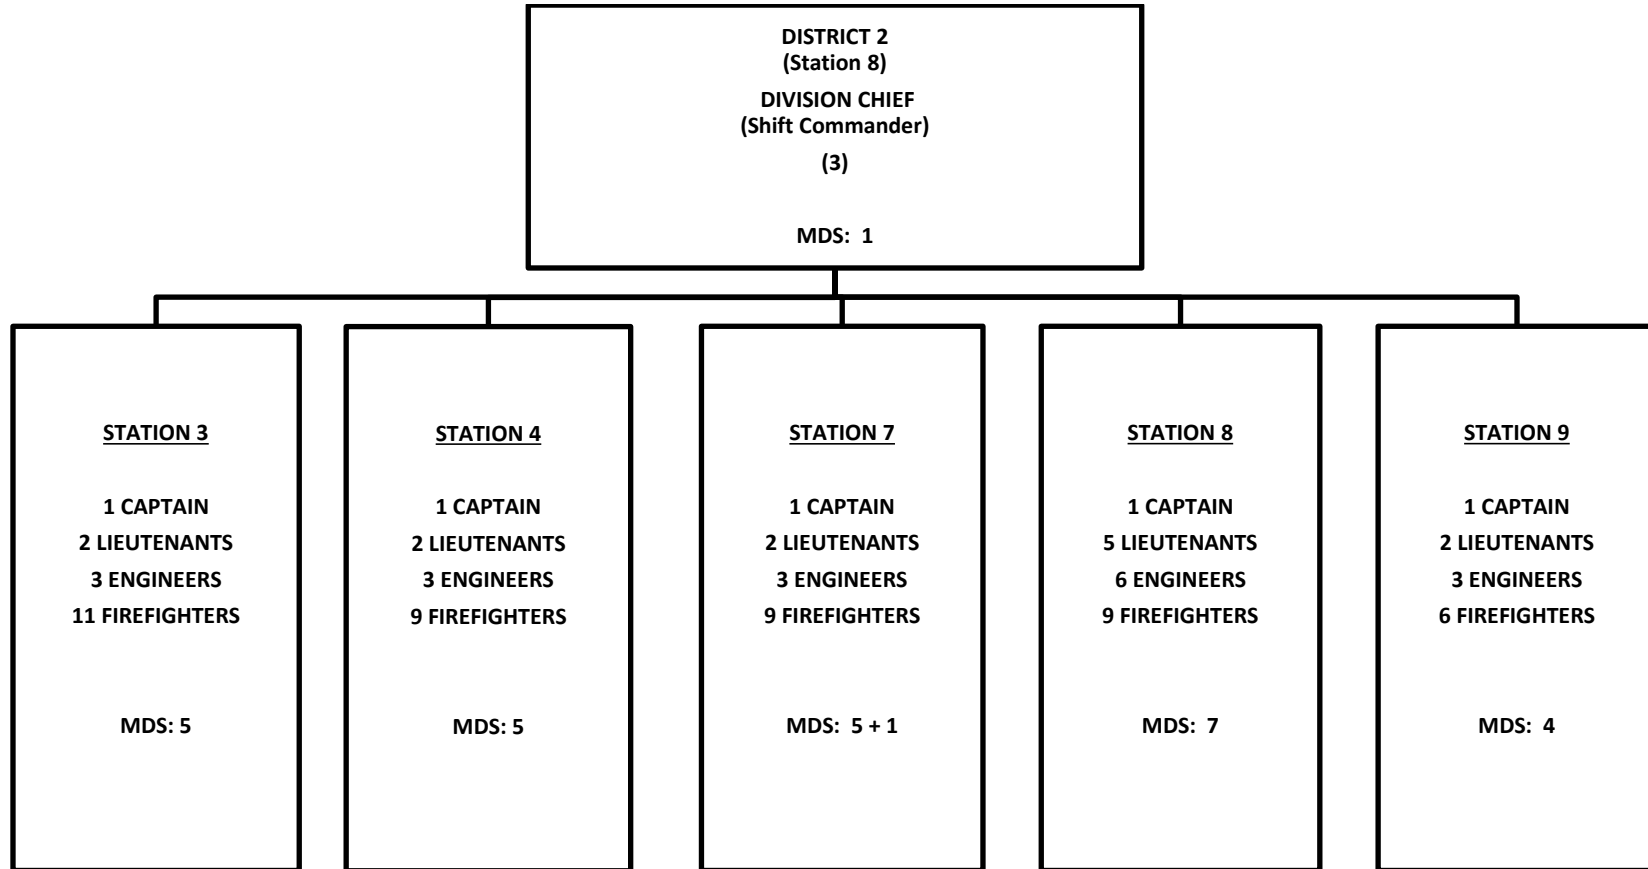 DISTRICT 2
(Station 8)
DIVISION CHIEF
(Shift Commander)
(3)
MDS:  1
STATION 3
1 CAPTAIN
2 LIEUTENANTS
3 ENGINEERS
11 FIREFIGHTERS
MDS: 5
STATION 4
1 CAPTAIN
2 LIEUTENANTS
3 ENGINEERS
9 FIREFIGHTERS
MDS: 5
STATION 7
1 CAPTAIN
2 LIEUTENANTS
3 ENGINEERS
9 FIREFIGHTERS
MDS:  5 + 1
STATION 8
1 CAPTAIN
5 LIEUTENANTS
6 ENGINEERS
9 FIREFIGHTERS
MDS:  7
STATION 9
1 CAPTAIN
2 LIEUTENANTS
3 ENGINEERS
6 FIREFIGHTERS
MDS:  4